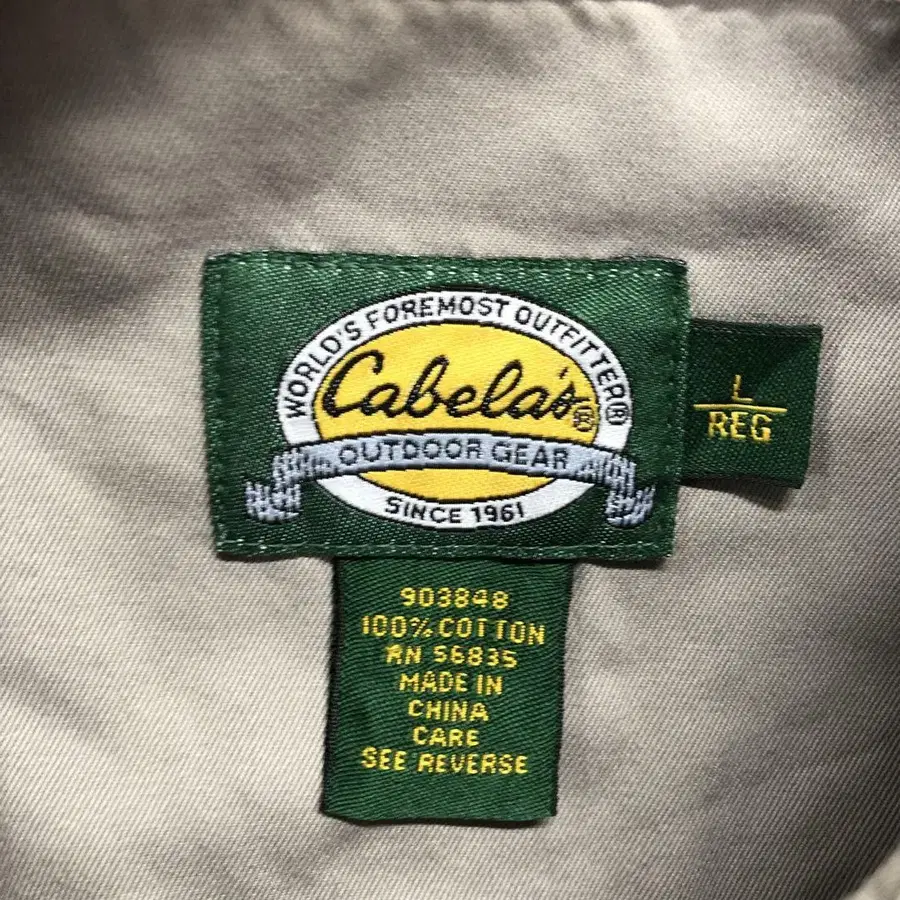 WORLD'S FOREMOST OUTFITTER®
Cabela's®
OUTDOOR GEAR
SINCE 1961
L
REG
903848
100% COTTON
RN 56835
MADE IN
CHINA
CARE
SEE REVERSE